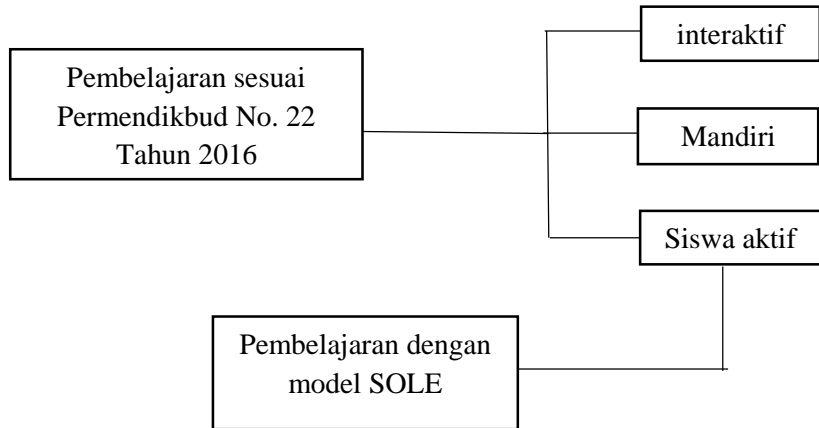 Pembelajaran sesuai
Permendikbud No. 22
Tahun 2016
interaktif
Mandiri
Siswa aktif
Pembelajaran dengan
model SOLE